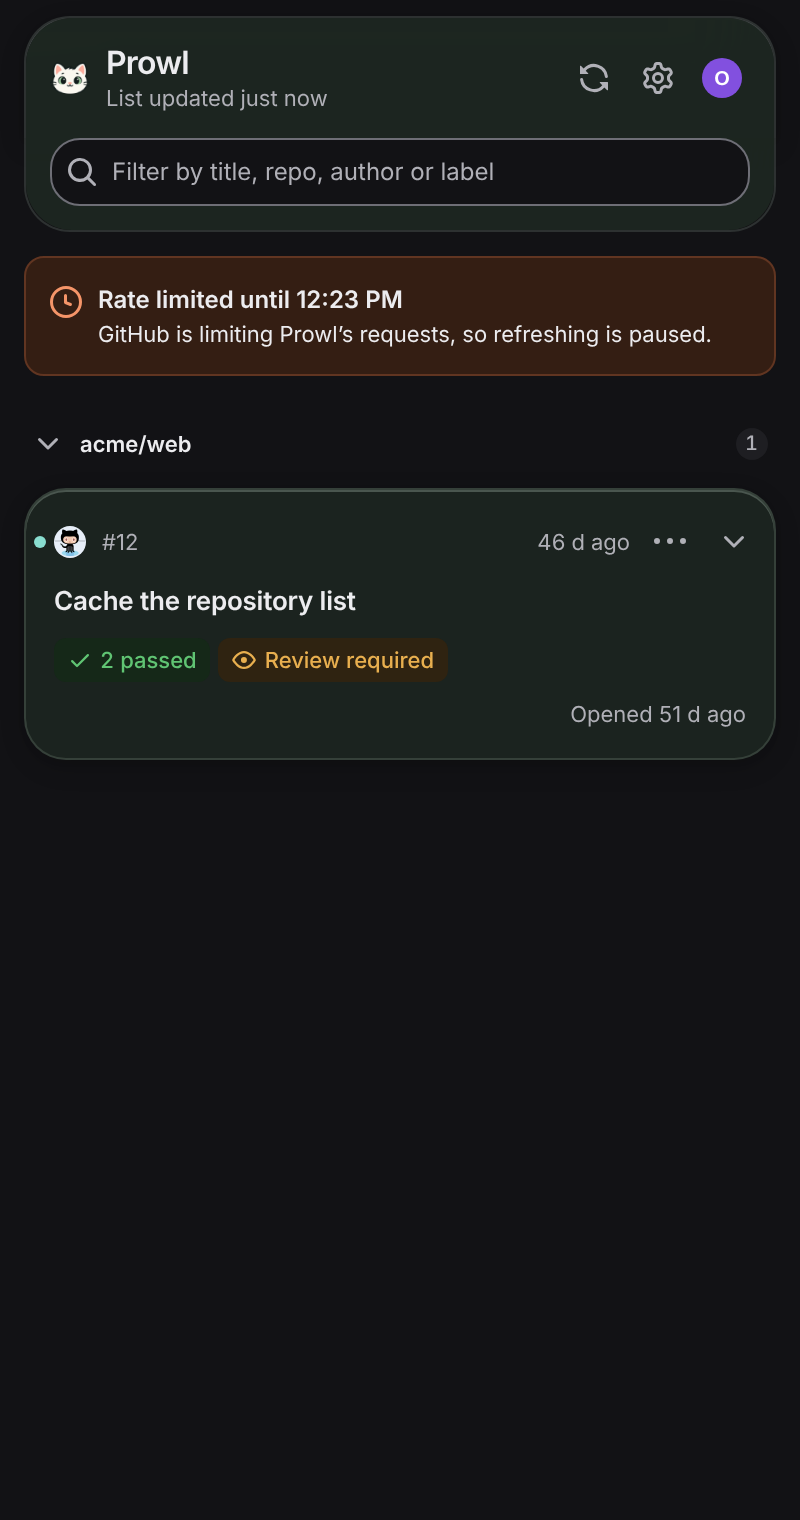 Prowl
List updated just now
O
Filter by title, repo, author or label
Rate limited until 12:23 PM
GitHub is limiting Prowl’s requests, so refreshing is paused.
acme/web
1
#12
46 d ago
Cache the repository list
2 passed
Review required
Opened 51 d ago